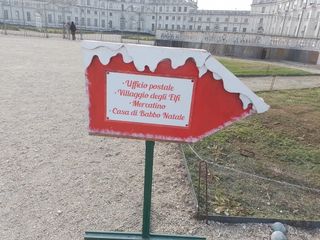 · Ufficio postale
· Villaggio degli Elfi
· Mercatino
· Casa di Babbo Natale